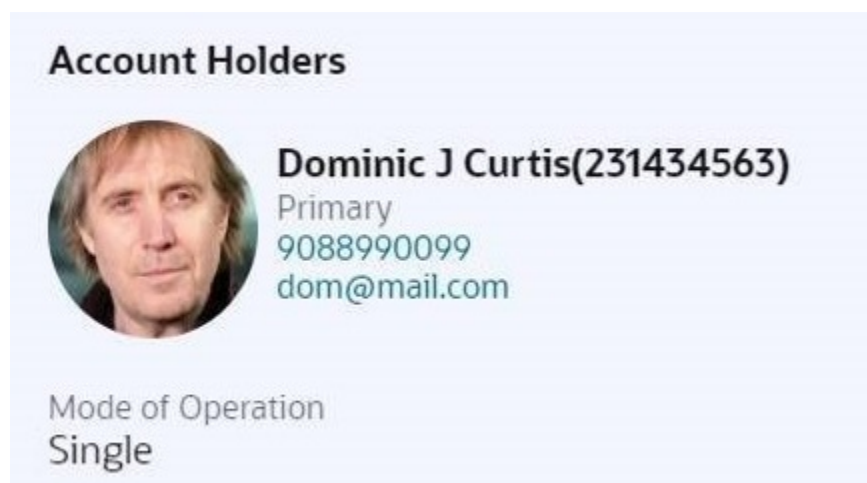 Account Holders
Dominic J Curtis(231434563)
Primary
9088990099
dom@mail.com
Mode of Operation
Single